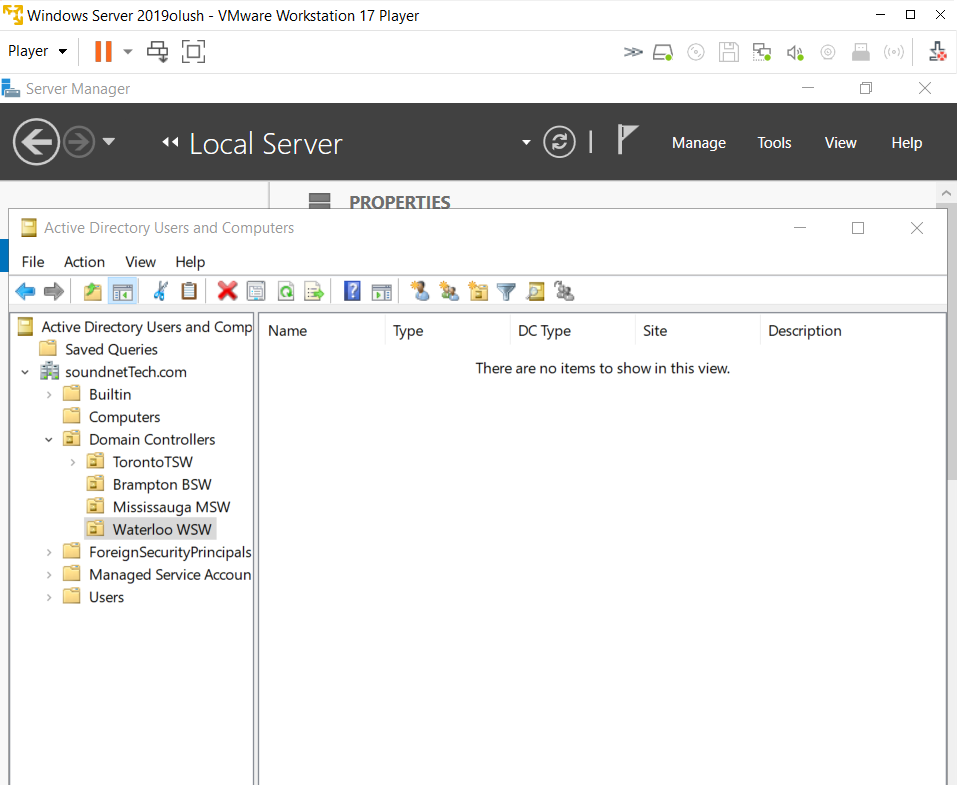 Windows Server 2019olush - VMware Workstation 17 Player
Player
Server Manager
Local Server
Manage Tools View Help
PROPERTIES
Active Directory Users and Computers
File Action View Help
Active Directory Users and Comp
Name Type DC Type Site Description
Saved Queries
There are no items to show in this view.
soundnetTech.com
Builtin
Computers
Domain Controllers
TorontoTSW
Brampton BSW
Mississauga MSW
Waterloo WSW
ForeignSecurityPrincipals
Managed Service Accoun
Users